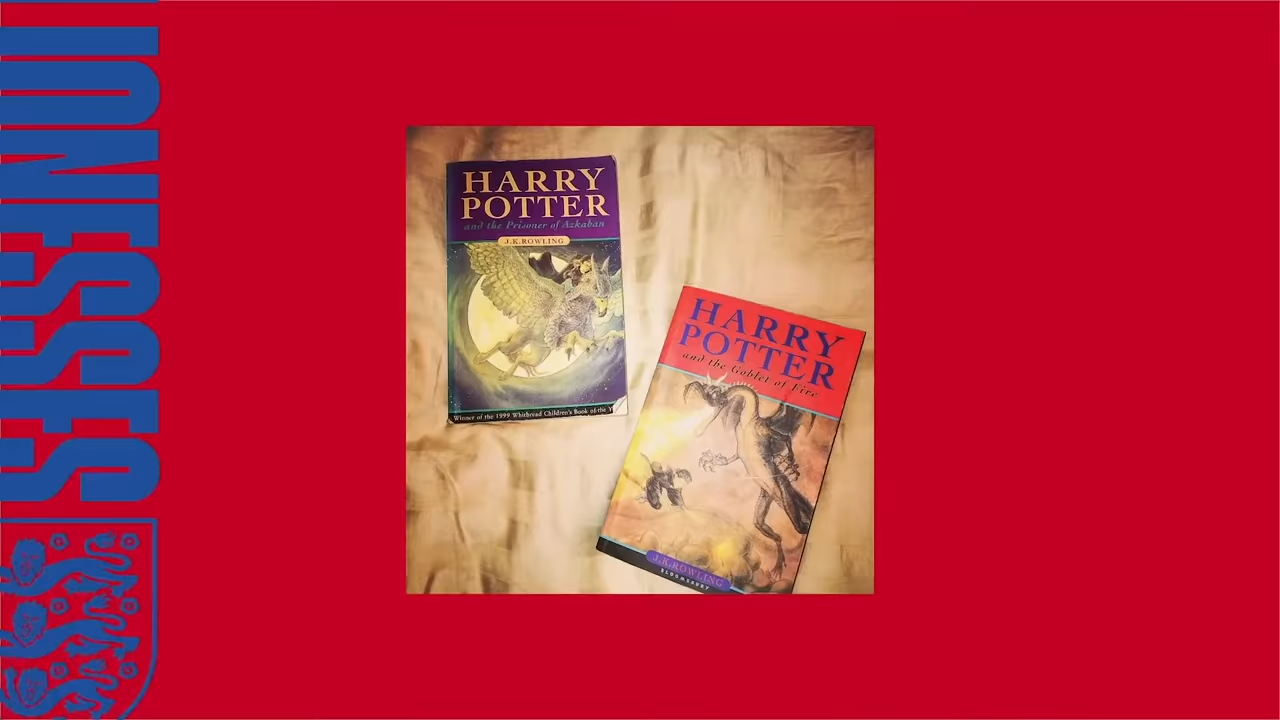 IONESSES
HARRY
POTTER
and the Prisoner of Azkaban
J.K.ROWLING
Winner of the 1999 Whitbread Children's Book of the Y
HARRY
POTTER
and the Goblet of Fire
J.K.ROWLING
BLOOMSBURY